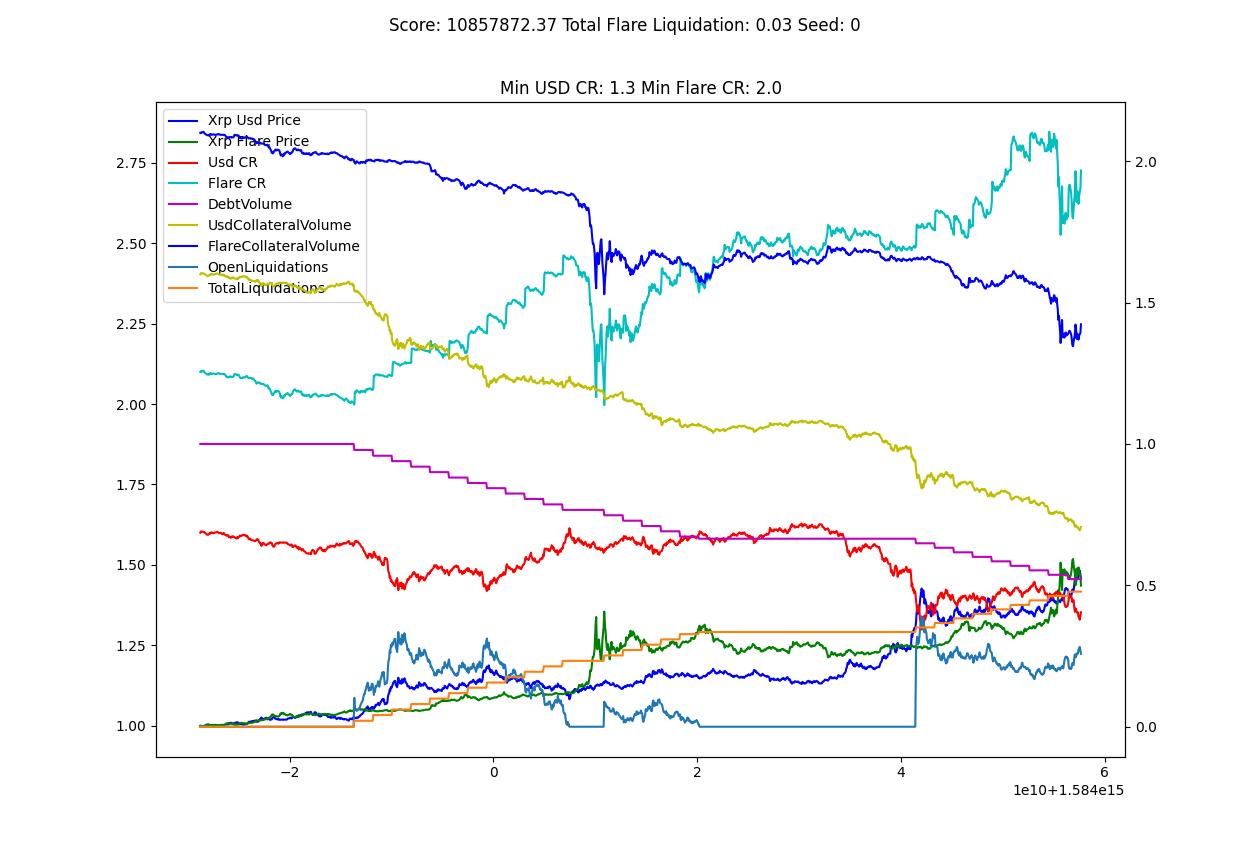 Score: 10857872.37 Total Flare Liquidation: 0.03 Seed: 0
Min USD CR: 1.3 Min Flare CR: 2.0
Xrp Usd Price
Xrp Flare Price
Usd CR
Flare CR
DebtVolume
UsdCollateralVolume
FlareCollateralVolume
OpenLiquidations
TotalLiquidations
2.75
2.50
2.25
2.00
1.75
1.50
1.25
1.00
2.0
1.5
1.0
0.5
0.0
−2 0 2 4 6
1e10+1.584e15